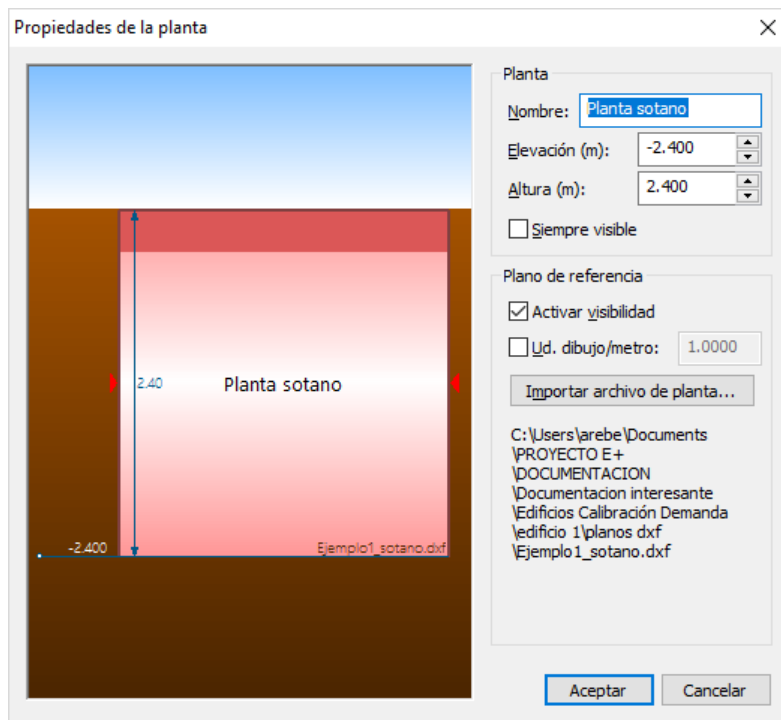 Propiedades de la planta
2.40
Planta sotano
-2.400
Ejemplo1_sotano.dxf
Planta
Nombre: Planta sotano
Elevación (m): -2.400
Altura (m): 2.400
Siempre visible
Plano de referencia
Activar visibilidad
Ud. dibujo/metro: 1.0000
Importar archivo de planta...
C:\Users\arebe\Documents
\PROYECTO E+
\DOCUMENTACION
\Documentacion interesante
\Edificios Calibración Demanda
\edificio 1\planos dxf
\Ejemplo1_sotano.dxf
Aceptar Cancelar